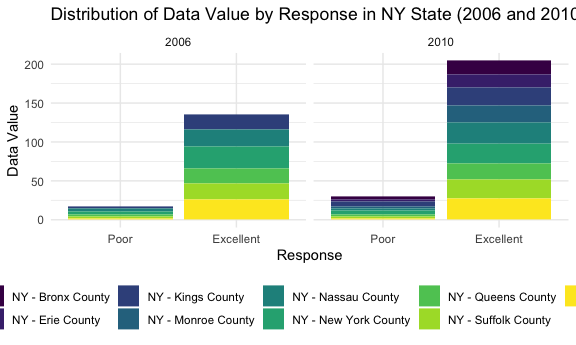 Distribution of Data Value by Response in NY State (2006 and 2010
2006 2010
Data Value
200
150
100
50
0
Poor Excellent Poor Excellent
Response
NY - Bronx County NY - Kings County NY - Nassau County NY - Queens County
NY - Erie County NY - Monroe County NY - New York County NY - Suffolk County